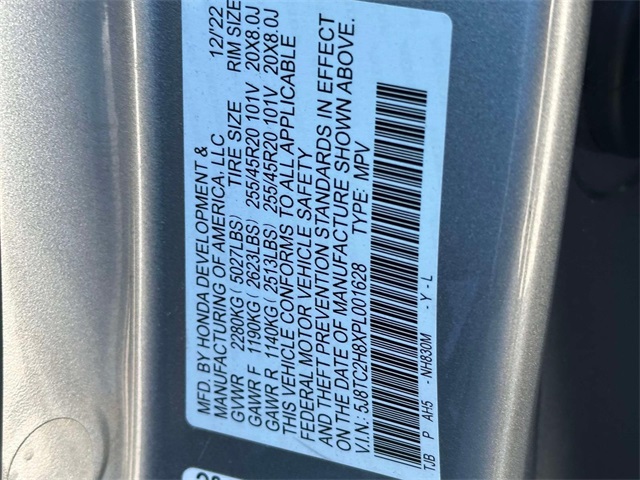 MFD. BY HONDA DEVELOPMENT &
MANUFACTURING OF AMERICA, LLC 12/'22
GVWR 2280KG( 5027LBS) TIRE SIZE RIM SIZE
GAWR F 1190KG( 2623LBS) 255/45R20 101V 20X8.0J
GAWR R 1140KG( 2513LBS) 255/45R20 101V 20X8.0J
THIS VEHICLE CONFORMS TO ALL APPLICABLE
FEDERAL MOTOR VEHICLE SAFETY
AND THEFT PREVENTION STANDARDS IN EFFECT
ON THE DATE OF MANUFACTURE SHOWN ABOVE.
V.I.N.: 5J8TC2H8XPL001628 TYPE: MPV
TJB P AH5 -NH830M -Y-L